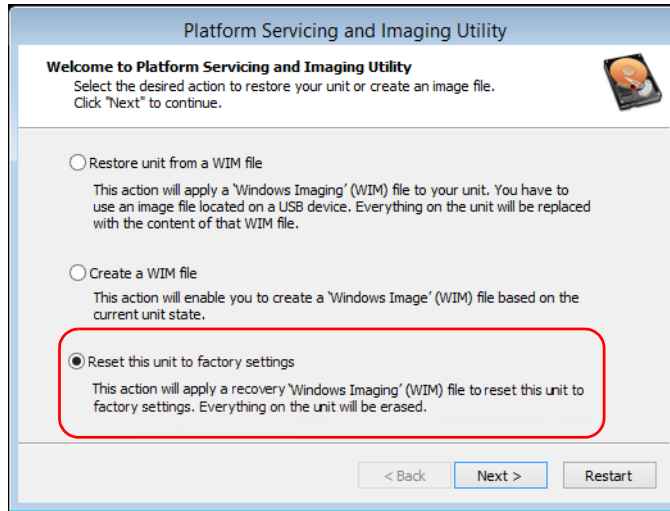 Platform Servicing and Imaging Utility
Welcome to Platform Servicing and Imaging Utility
Select the desired action to restore your unit or create an image file.
Click "Next" to continue.
Restore unit from a WIM file
This action will apply a 'Windows Imaging' (WIM) file to your unit. You have to
use an image file located on a USB device. Everything on the unit will be replaced
with the content of that WIM file.
Create a WIM file
This action will enable you to create a 'Windows Image' (WIM) file based on the
current unit state.
Reset this unit to factory settings
This action will apply a recovery 'Windows Imaging' (WIM) file to reset this unit to
factory settings. Everything on the unit will be erased.
< Back Next > Restart